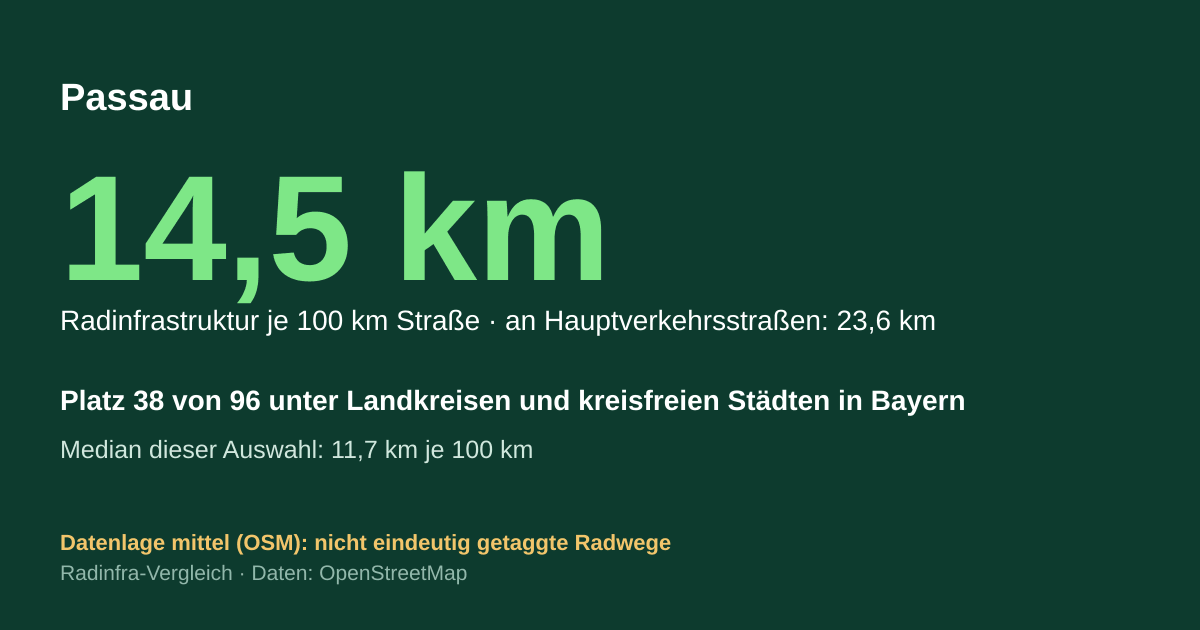 Passau
14,5 km
Radinfrastruktur je 100 km Straße · an Hauptverkehrsstraßen: 23,6 km
Platz 38 von 96 unter Landkreisen und kreisfreien Städten in Bayern
Median dieser Auswahl: 11,7 km je 100 km
Datenlage mittel (OSM): nicht eindeutig getaggte Radwege
Radinfra-Vergleich · Daten: OpenStreetMap